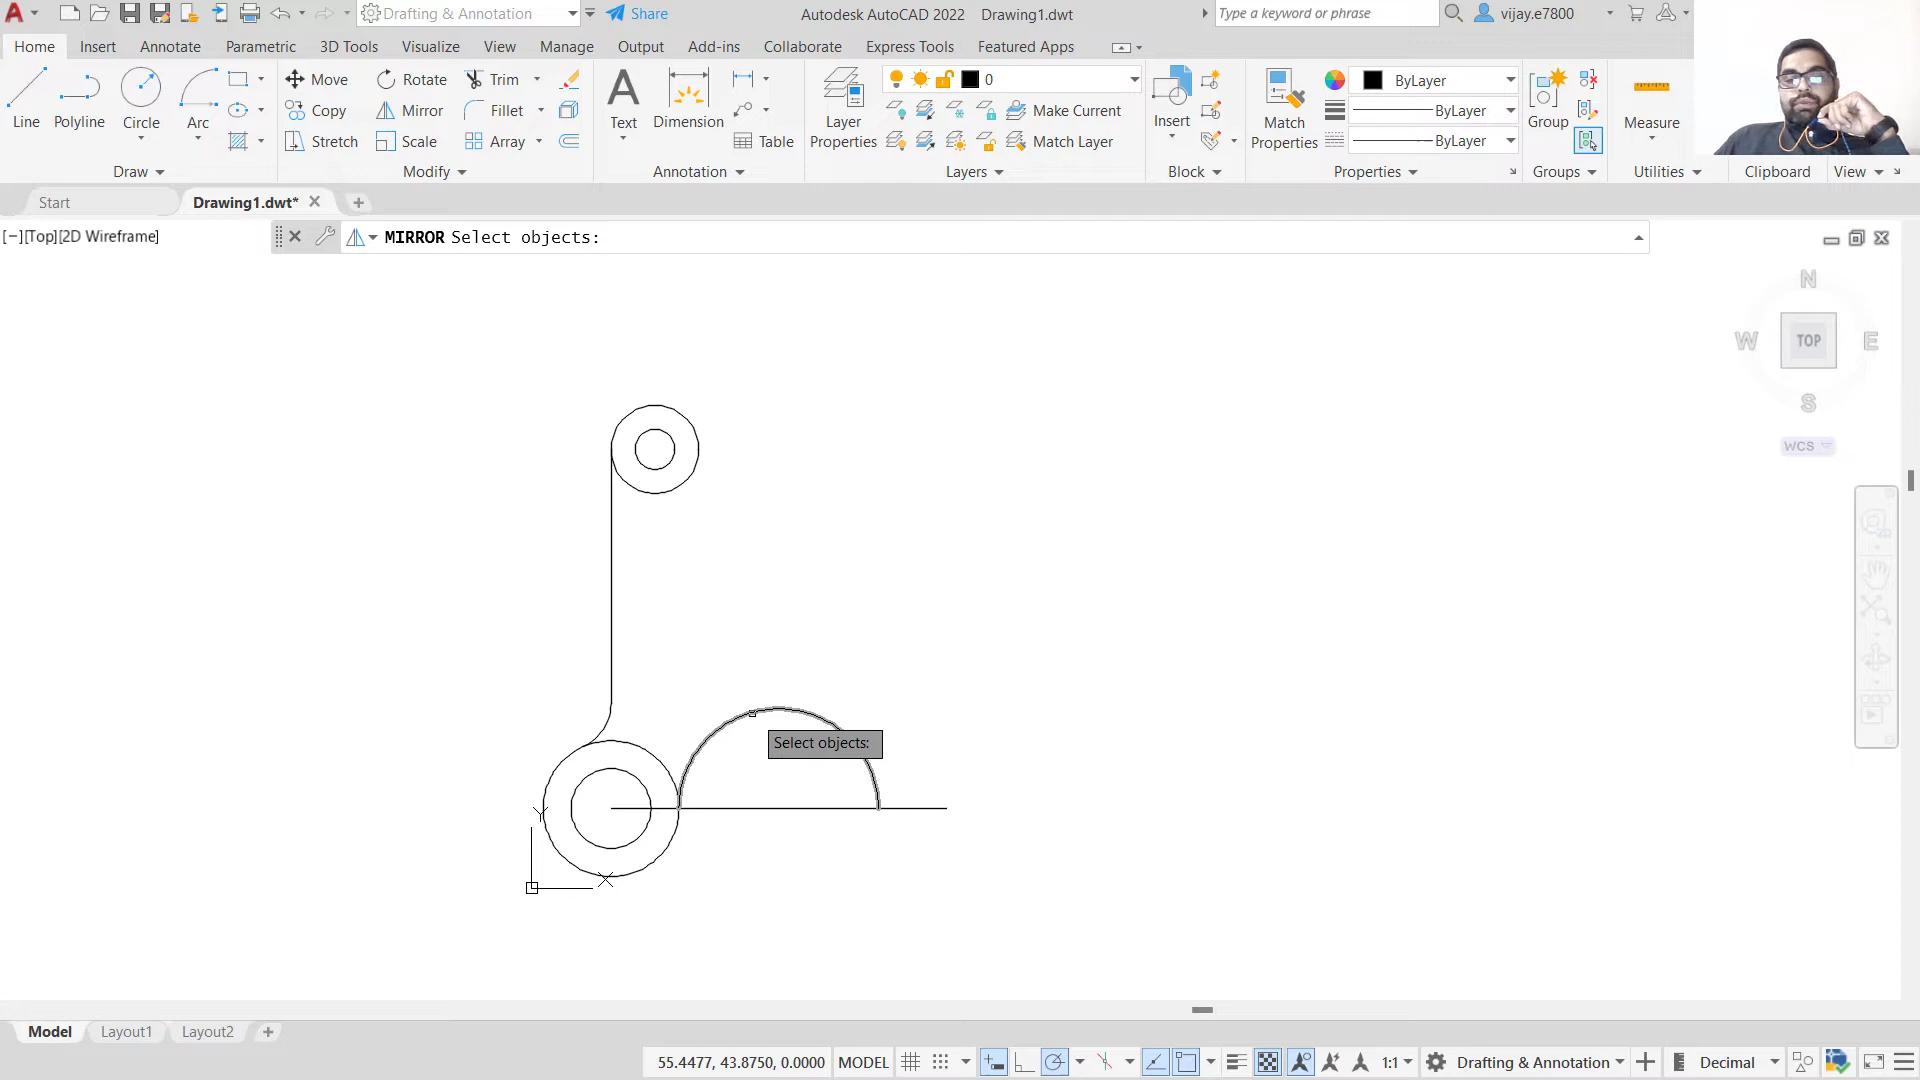 A
Drafting & Annotation
Share
Autodesk AutoCAD 2022 Drawing1.dwt
Type a keyword or phrase
vijay.e7800
Home Insert Annotate Parametric 3D Tools Visualize View Manage Output Add-ins Collaborate Express Tools Featured Apps
Line Polyline Circle Arc
Move Rotate Trim
Copy Mirror Fillet
Stretch Scale Array
Text Dimension
Table
Layer Properties
0
Make Current
Match Layer
Insert
Match Properties
ByLayer
ByLayer
ByLayer
Group
Measure
Draw Modify Annotation Layers Block Properties Groups Utilities Clipboard View
Start Drawing1.dwt*
[−][Top][2D Wireframe]
MIRROR Select objects:
N
W TOP E
S
WCS
Select objects:
Y
X
Model Layout1 Layout2
55.4477, 43.8750, 0.0000 MODEL 1:1 Drafting & Annotation Decimal